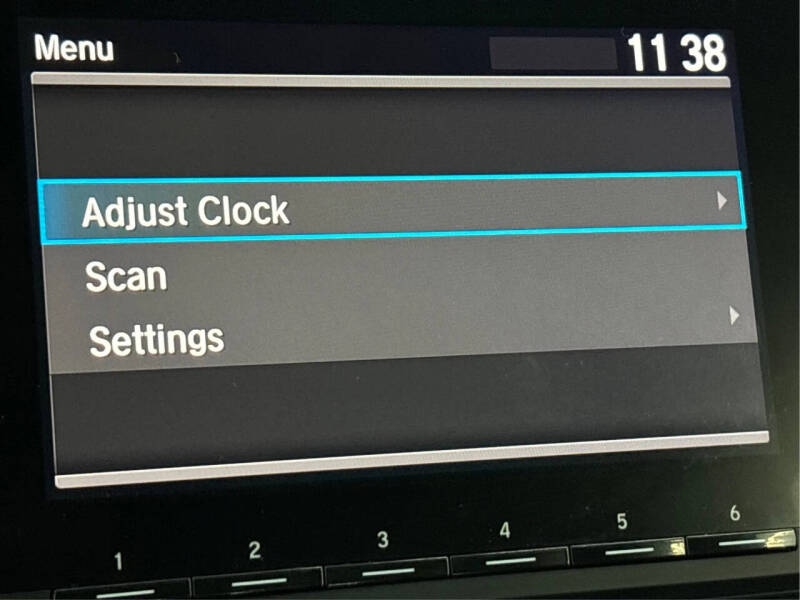 Menu
11 38
Adjust Clock
Scan
Settings
1 2 3 4 5 6